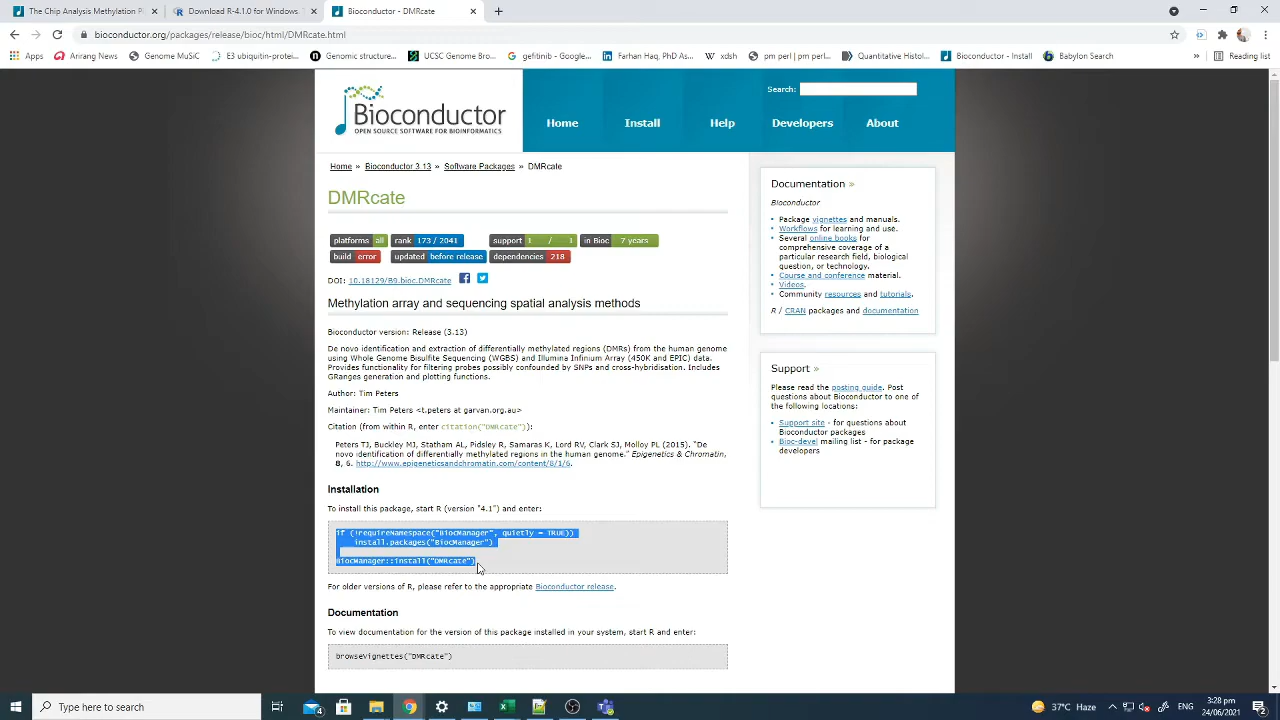 The Chip Analysis Methylation Pi
Download R-4.1.0 for Windows.
Bioconductor - DMRcate
bioconductor.org/packages/release/bioc/html/DMRcate.html
Apps
Arirang News
Genome MuSiC
E3 ubiquitin-protei...
Genomic structure...
UCSC Genome Bro...
gefitinib - Google...
Farhan Haq, PhD As...
xdsh
pm perl | pm perl...
Quantitative Histol...
Bioconductor - Install
Babylon Search
»
Reading list
Bioconductor
OPEN SOURCE SOFTWARE FOR BIOINFORMATICS
Search:
Home
Install
Help
Developers
About
Home » Bioconductor 3.13 » Software Packages » DMRcate
DMRcate
platforms all rank 173 / 2041 support 1 / 1 in Bioc 7 years
build error updated before release dependencies 218
DOI: 10.18129/B9.bioc.DMRcate
Methylation array and sequencing spatial analysis methods
Bioconductor version: Release (3.13)
De novo identification and extraction of differentially methylated regions (DMRs) from the human genome
using Whole Genome Bisulfite Sequencing (WGBS) and Illumina Infinium Array (450K and EPIC) data.
Provides functionality for filtering probes possibly confounded by SNPs and cross-hybridisation. Includes
GRanges generation and plotting functions.
Author: Tim Peters
Maintainer: Tim Peters <t.peters at garvan.org.au>
Citation (from within R, enter citation("DMRcate")):
Peters TJ, Buckley MJ, Statham AL, Pidsley R, Samaras K, Lord RV, Clark SJ, Molloy PL (2015). “De
novo identification of differentially methylated regions in the human genome.” Epigenetics & Chromatin,
8, 6. http://www.epigeneticsandchromatin.com/content/8/1/6.
Installation
To install this package, start R (version "4.1") and enter:
if (!requireNamespace("BiocManager", quietly = TRUE))
install.packages("BiocManager")
BiocManager::install("DMRcate")
For older versions of R, please refer to the appropriate Bioconductor release.
Documentation
To view documentation for the version of this package installed in your system, start R and enter:
browseVignettes("DMRcate")
Documentation »
Bioconductor
• Package vignettes and manuals.
• Workflows for learning and use.
• Several online books for
comprehensive coverage of a
particular research field, biological
question, or technology.
• Course and conference material.
• Videos.
• Community resources and tutorials.
R / CRAN packages and documentation
Support »
Please read the posting guide. Post
questions about Bioconductor to one of
the following locations:
• Support site - for questions about
Bioconductor packages
• Bioc-devel mailing list - for package
developers
Type here to search
4
37°C Haze
ENG
3:28 pm
24/06/2021
2